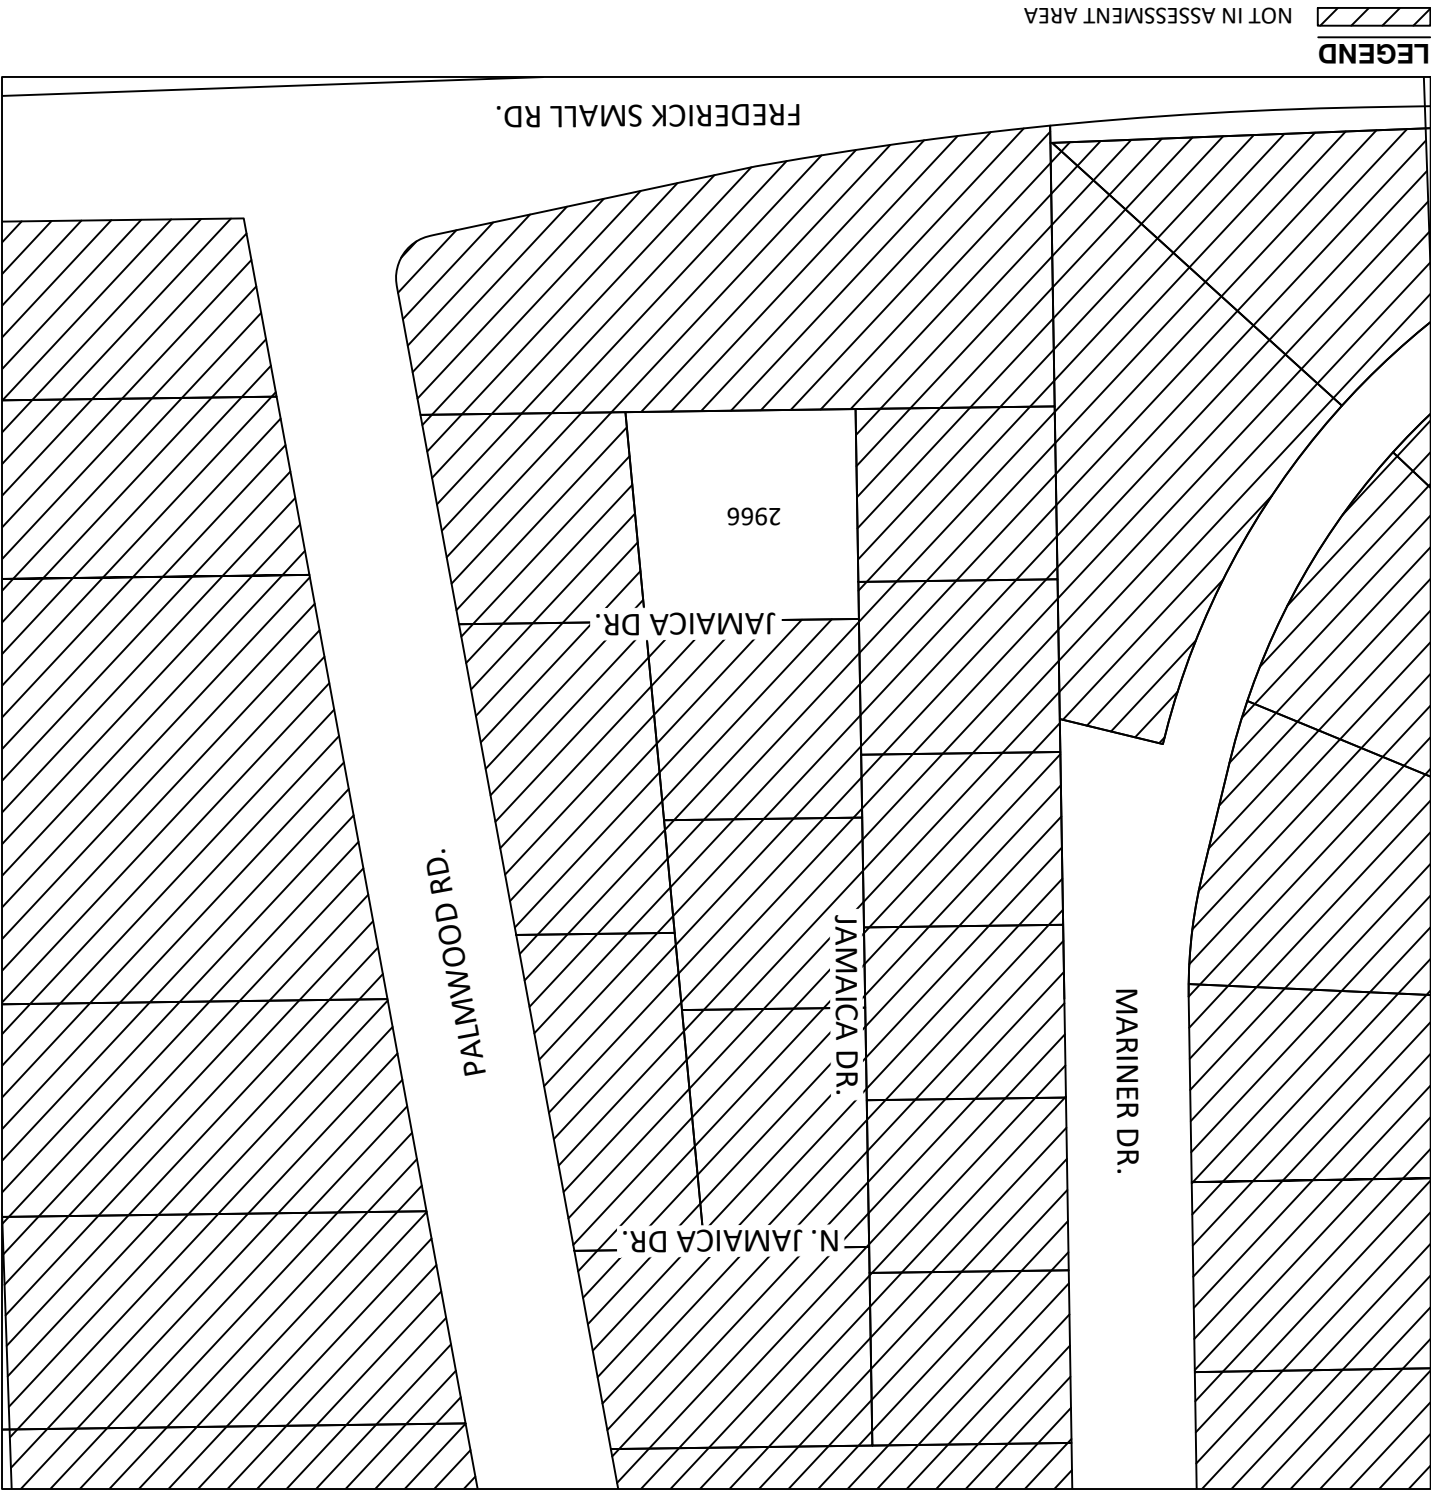 N. JAMAICA DR.
MARINER DR.
JAMAICA DR.
PALMWOOD RD.
JAMAICA DR.
2966
FREDERICK SMALL RD.
LEGEND
NOT IN ASSESSMENT AREA